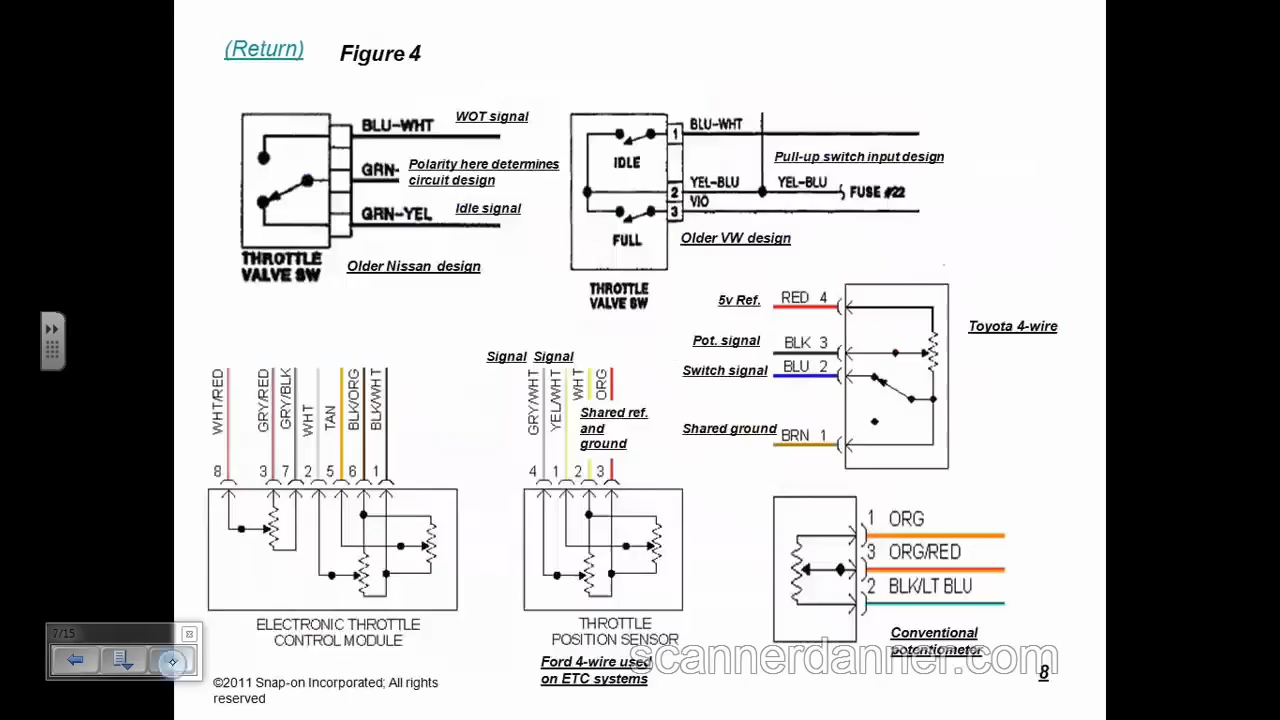 (Return)
Figure 4
BLU-WHT
WOT signal
GRN-
Polarity here determines
circuit design
GRN-YEL
Idle signal
THROTTLE
VALVE SW
Older Nissan design
IDLE
1
BLU-WHT
Pull-up switch input design
2
YEL-BLU
YEL-BLU
FUSE #22
3
VIO
FULL
Older VW design
THROTTLE
VALVE SW
5v Ref.
RED 4
Toyota 4-wire
Pot. signal
BLK 3
Switch signal
BLU 2
Shared ground
BRN 1
WHT/RED
GRY/RED
GRY/BLK
WHT
TAN
BLK/ORG
BLK/WHT
8 3 7 2 5 6 1
ELECTRONIC THROTTLE
CONTROL MODULE
Signal Signal
GRY/WHT
YEL/WHT
WHT
ORG
Shared ref.
and
ground
4 1 2 3
THROTTLE
POSITION SENSOR
Ford 4-wire used
on ETC systems
1 ORG
3 ORG/RED
2 BLK/LT BLU
Conventional
potentiometer
scannerdanner.com
8
7/15
©2011 Snap-on Incorporated; All rights
reserved